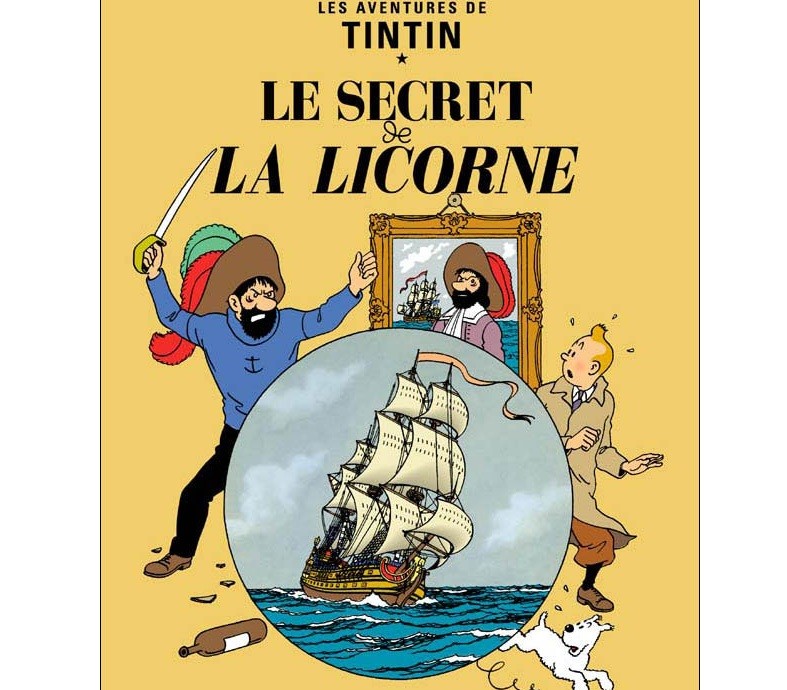 LES AVENTURES DE
TINTIN
LE SECRET
de
LA LICORNE